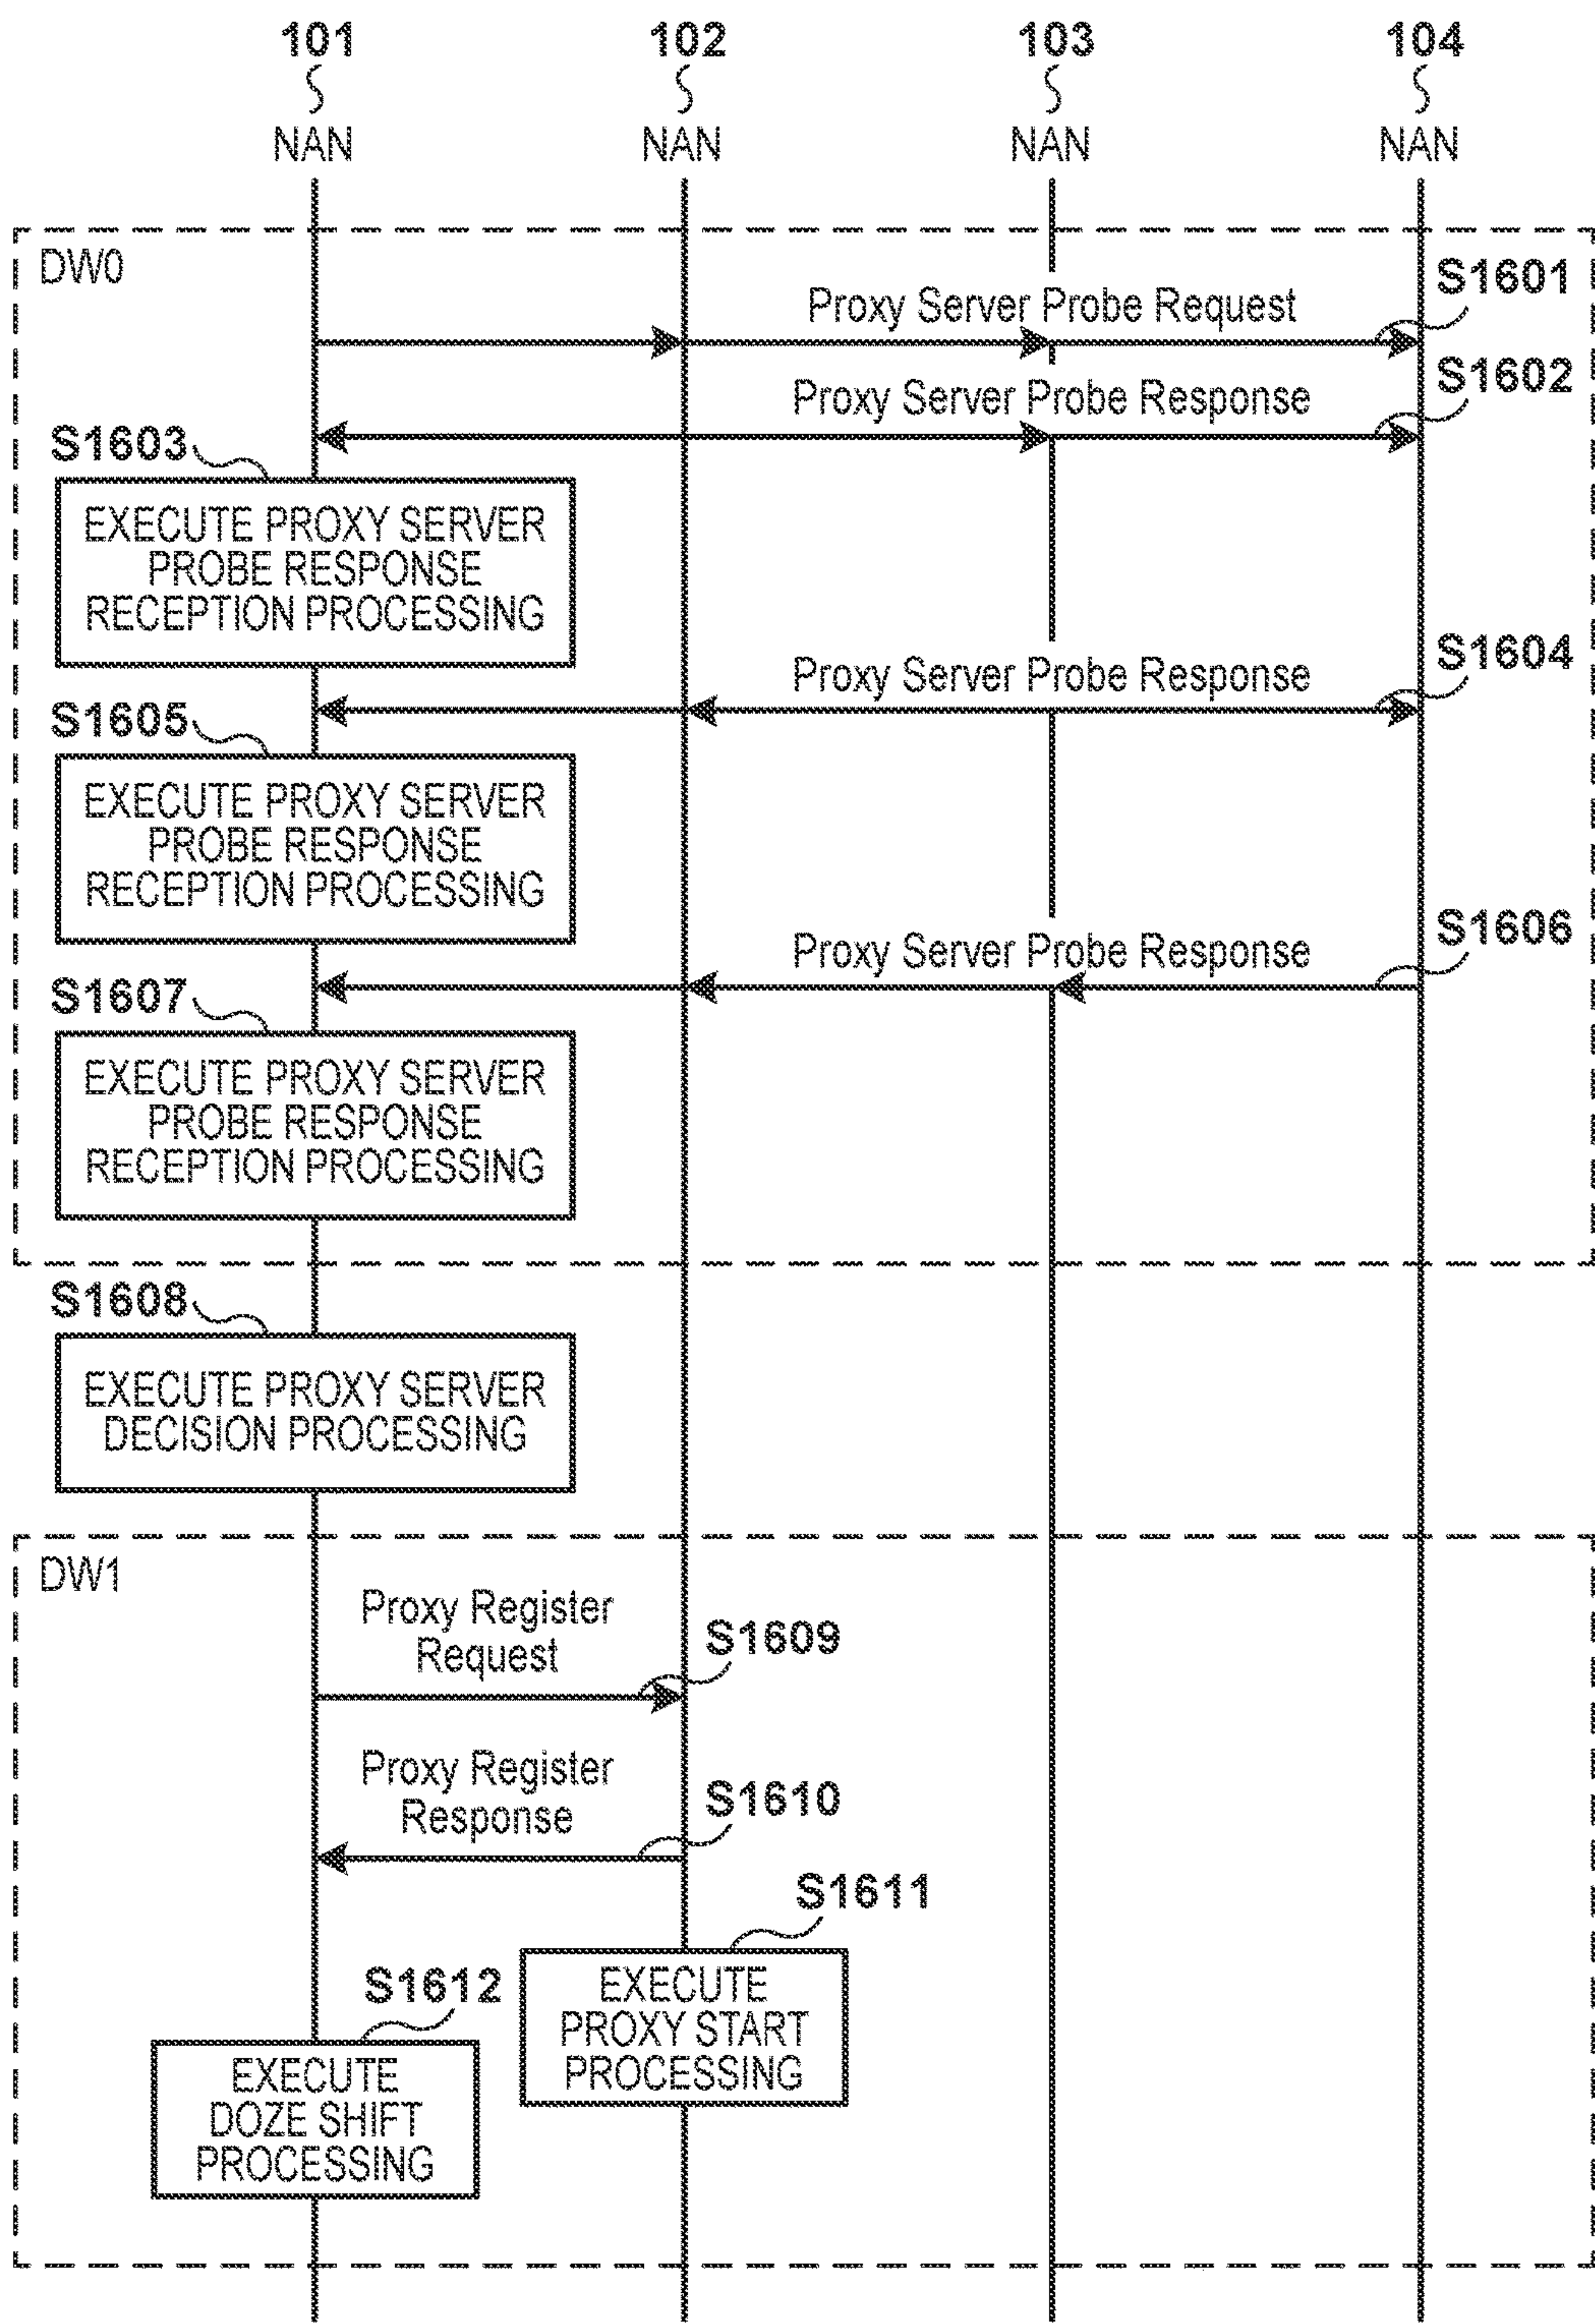 101
102
103
104
NAN
NAN
NAN
NAN
DW0
S1601
Proxy Server Probe Request
S1602
Proxy Server Probe Response
S1603
EXECUTE PROXY SERVER
PROBE RESPONSE
RECEPTION PROCESSING
S1604
Proxy Server Probe Response
S1605
EXECUTE PROXY SERVER
PROBE RESPONSE
RECEPTION PROCESSING
S1606
Proxy Server Probe Response
S1607
EXECUTE PROXY SERVER
PROBE RESPONSE
RECEPTION PROCESSING
S1608
EXECUTE PROXY SERVER
DECISION PROCESSING
DW1
Proxy Register
Request
S1609
Proxy Register
Response
S1610
S1611
EXECUTE
PROXY START
PROCESSING
S1612
EXECUTE
DOZE SHIFT
PROCESSING